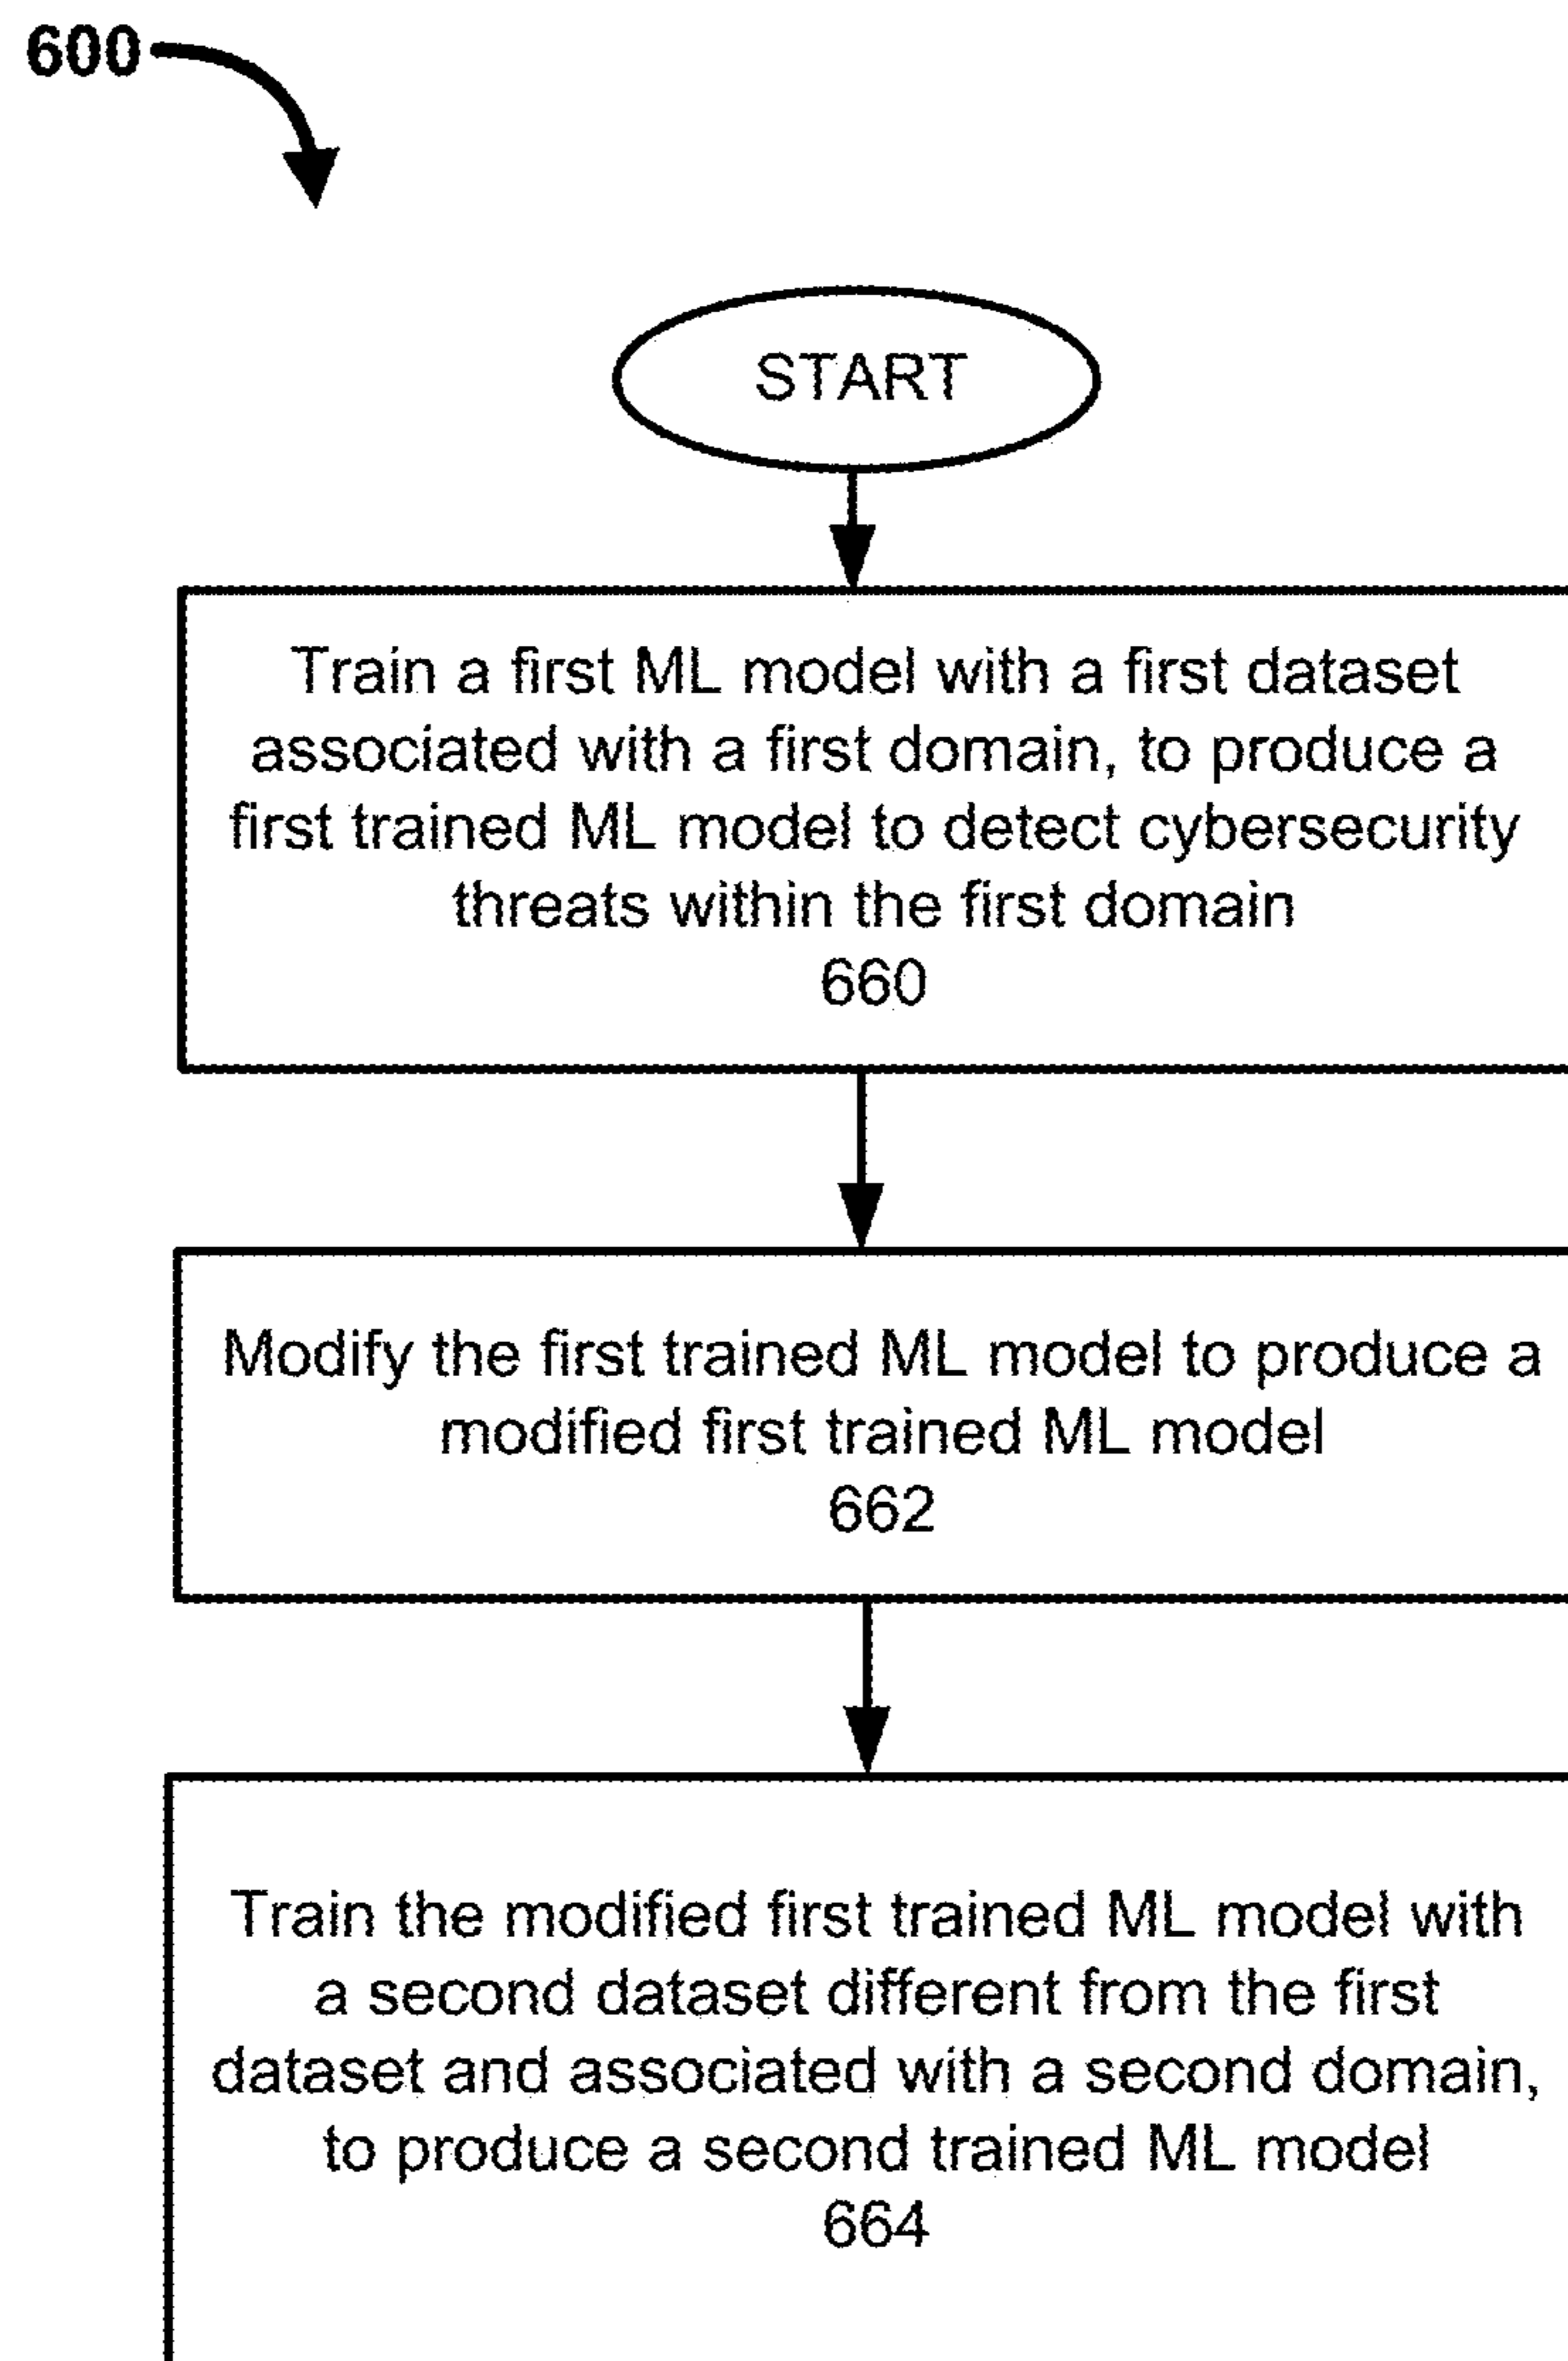 600
START
Train a first ML model with a first dataset
associated with a first domain, to produce a
first trained ML model to detect cybersecurity
threats within the first domain
660
Modify the first trained ML model to produce a
modified first trained ML model
662
Train the modified first trained ML model with
a second dataset different from the first
dataset and associated with a second domain,
to produce a second trained ML model
664